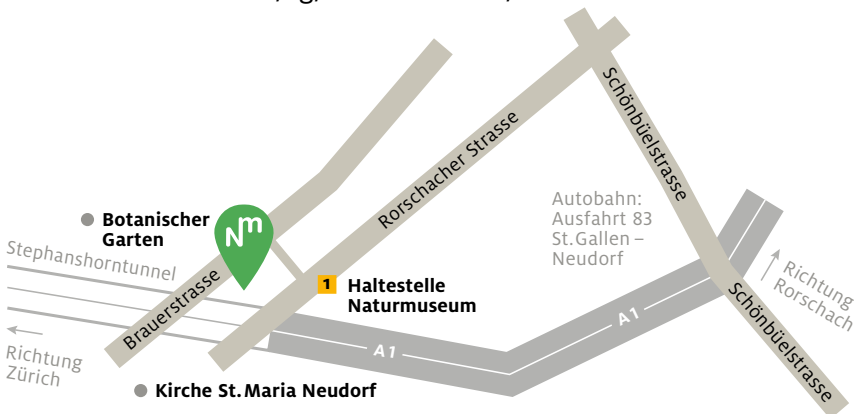 Schönbüelstrasse
Rorschacher Strasse
Botanischer
Garten
Nm
Autobahn:
Ausfahrt 83
St.Gallen –
Neudorf
Stephanshorntunnel
Brauerstrasse
1
Haltestelle
Naturmuseum
Richtung
Rorschach
Schönbüelstrasse
A1
A1
Richtung
Zürich
Kirche St.Maria Neudorf